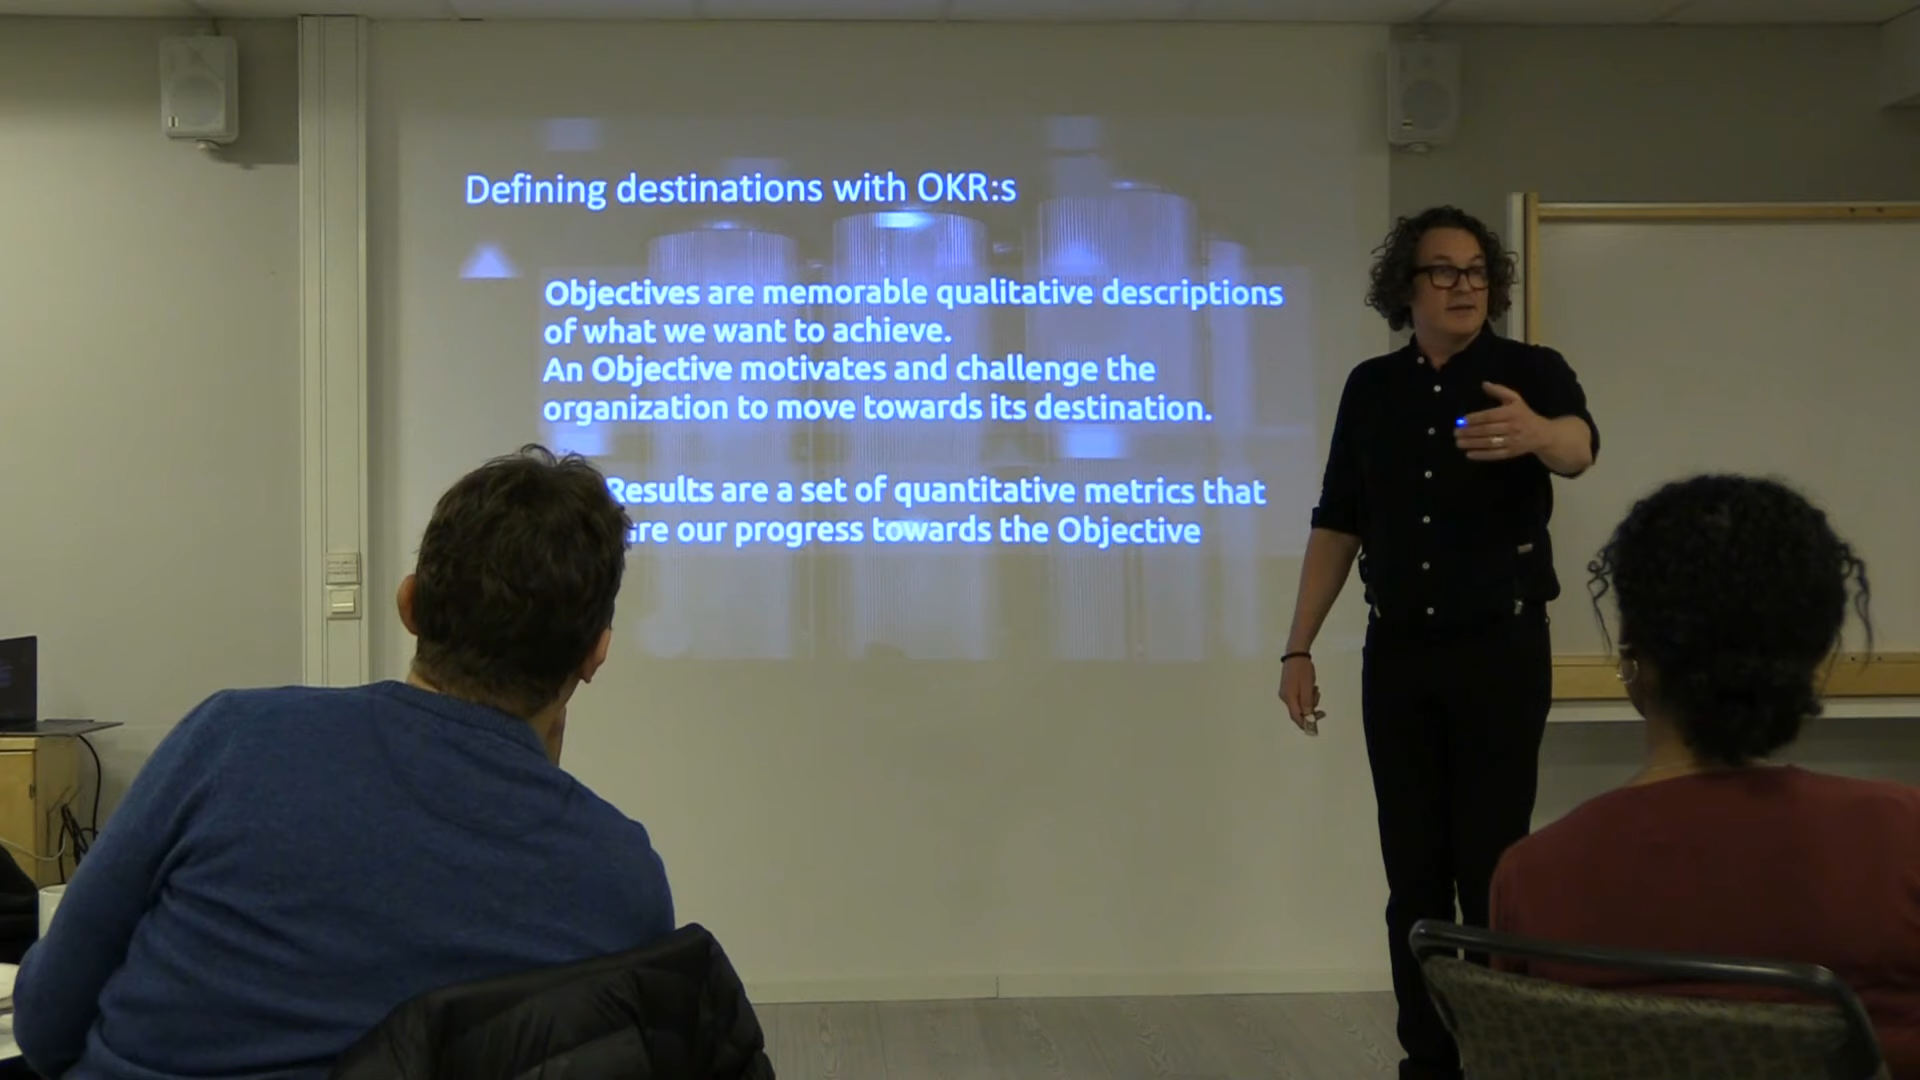 Defining destinations with OKR:s
Objectives are memorable qualitative descriptions
of what we want to achieve.
An Objective motivates and challenge the
organization to move towards its destination.
Results are a set of quantitative metrics that
our progress towards the Objective